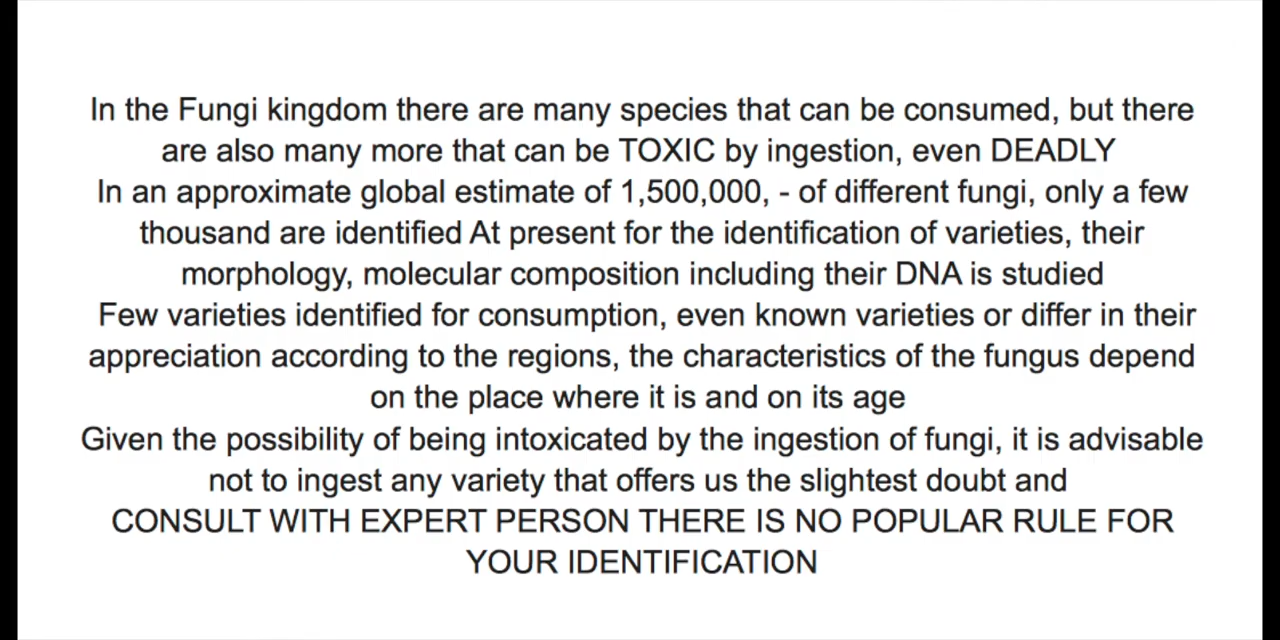 In the Fungi kingdom there are many species that can be consumed, but there
are also many more that can be TOXIC by ingestion, even DEADLY
In an approximate global estimate of 1,500,000, - of different fungi, only a few
thousand are identified At present for the identification of varieties, their
morphology, molecular composition including their DNA is studied
Few varieties identified for consumption, even known varieties or differ in their
appreciation according to the regions, the characteristics of the fungus depend
on the place where it is and on its age
Given the possibility of being intoxicated by the ingestion of fungi, it is advisable
not to ingest any variety that offers us the slightest doubt and
CONSULT WITH EXPERT PERSON THERE IS NO POPULAR RULE FOR
YOUR IDENTIFICATION